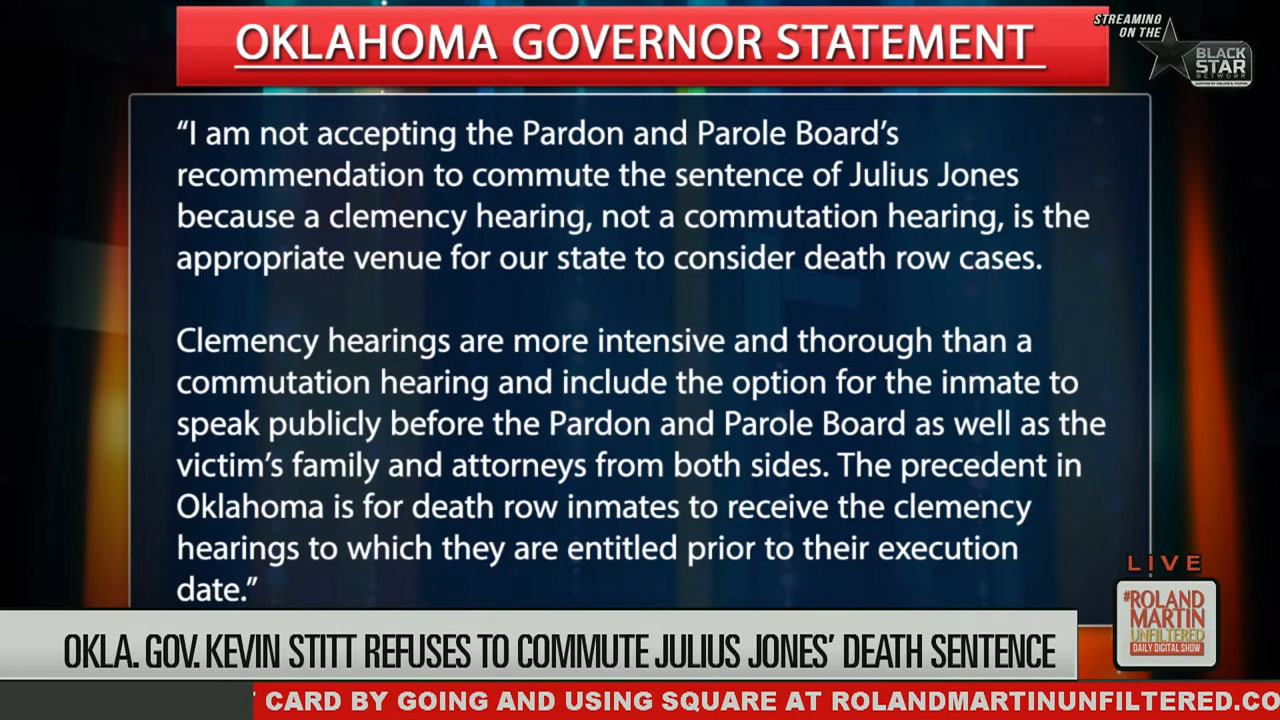 OKLAHOMA GOVERNOR STATEMENT
STREAMING
ON THE
BLACK
STAR
NETWORK
“I am not accepting the Pardon and Parole Board’s
recommendation to commute the sentence of Julius Jones
because a clemency hearing, not a commutation hearing, is the
appropriate venue for our state to consider death row cases.
Clemency hearings are more intensive and thorough than a
commutation hearing and include the option for the inmate to
speak publicly before the Pardon and Parole Board as well as the
victim’s family and attorneys from both sides. The precedent in
Oklahoma is for death row inmates to receive the clemency
hearings to which they are entitled prior to their execution
date.”
LIVE
#ROLAND
MARTIN
UNFILTERED
DAILY DIGITAL SHOW
OKLA. GOV. KEVIN STITT REFUSES TO COMMUTE JULIUS JONES’ DEATH SENTENCE
CARD BY GOING AND USING SQUARE AT ROLANDMARTINUNFILTERED.CO